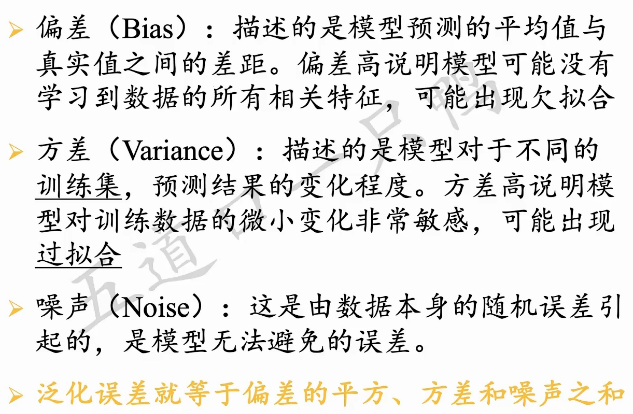 ➤ 偏差（Bias）：描述的是模型预测的平均值与
真实值之间的差距。偏差高说明模型可能没有
学习到数据的所有相关特征，可能出现欠拟合
➤ 方差（Variance）：描述的是模型对于不同的
训练集，预测结果的变化程度。方差高说明模
型对训练数据的微小变化非常敏感，可能出现
过拟合
➤ 噪声（Noise）：这是由数据本身的随机误差引
起的，是模型无法避免的误差。
➤ 泛化误差就等于偏差的平方、方差和噪声之和
五道口一只鸭